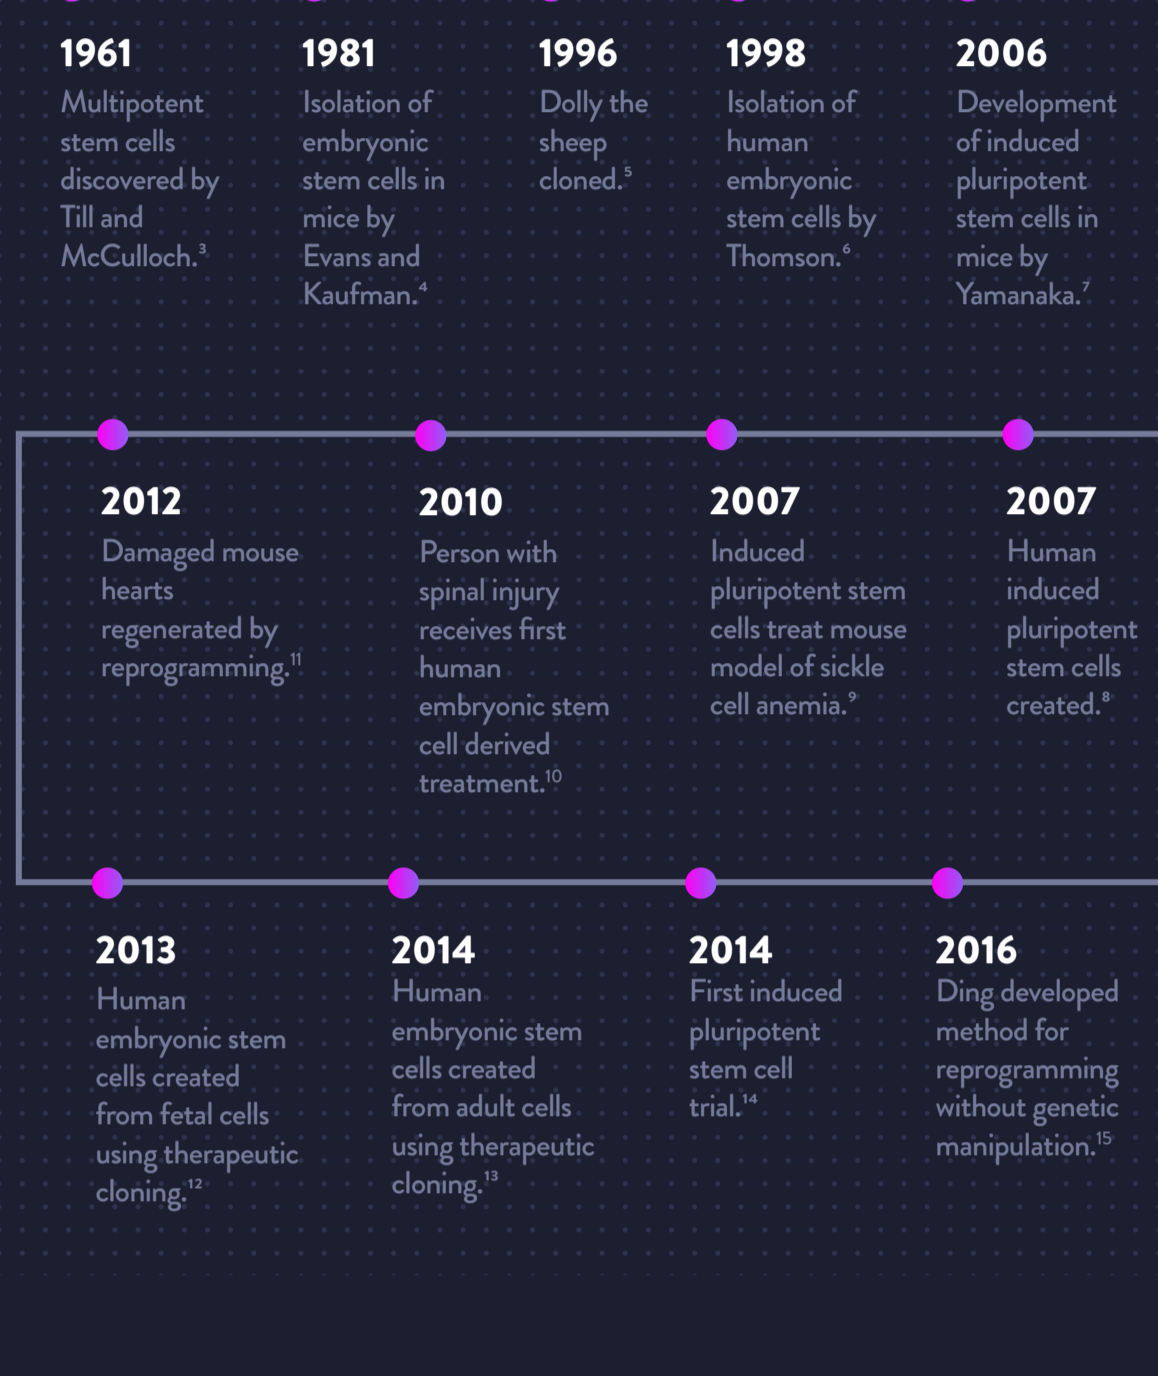 1961
Multipotent
stem cells
discovered by
Till and
McCulloch.³
1981
Isolation of
embryonic
stem cells in
mice by
Evans and
Kaufman.⁴
1996
Dolly the
sheep
cloned.⁵
1998
Isolation of
human
embryonic
stem cells by
Thomson.⁶
2006
Development
of induced
pluripotent
stem cells in
mice by
Yamanaka.⁷
2012
Damaged mouse
hearts
regenerated by
reprogramming.¹¹
2010
Person with
spinal injury
receives first
human
embryonic stem
cell derived
treatment.¹⁰
2007
Induced
pluripotent stem
cells treat mouse
model of sickle
cell anemia.⁹
2007
Human
induced
pluripotent
stem cells
created.⁸
2013
Human
embryonic stem
cells created
from fetal cells
using therapeutic
cloning.¹²
2014
Human
embryonic stem
cells created
from adult cells
using therapeutic
cloning.¹³
2014
First induced
pluripotent
stem cell
trial.¹⁴
2016
Ding developed
method for
reprogramming
without genetic
manipulation.¹⁵